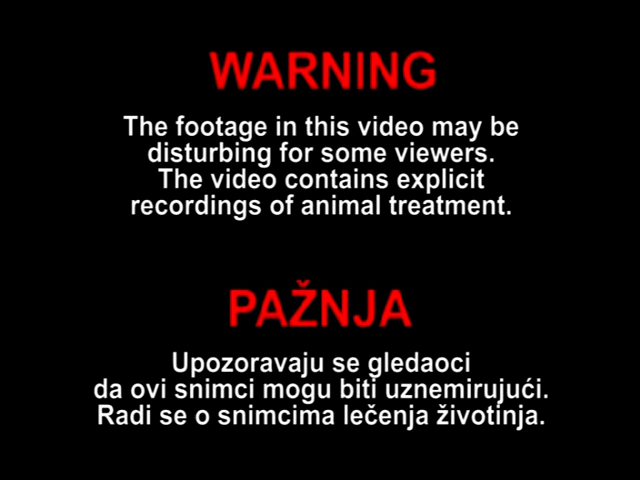 WARNING
The footage in this video may be
disturbing for some viewers.
The video contains explicit
recordings of animal treatment.
PAŽNJA
Upozoravaju se gledaoci
da ovi snimci mogu biti uznemirujući.
Radi se o snimcima lečenja životinja.